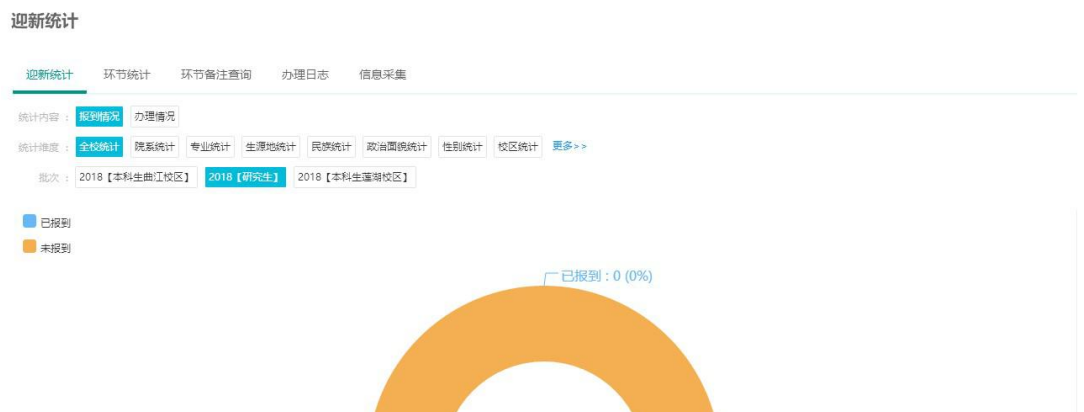 迎新统计
迎新统计 环节统计 环节备注查询 办理日志 信息采集
统计内容 : 报到情况 办理情况
统计维度 : 全校统计 院系统计 专业统计 生源地统计 民族统计 政治面貌统计 性别统计 校区统计 更多>>
批次 : 2018【本科生曲江校区】 2018【研究生】 2018【本科生莲湖校区】
已报到
未报到
已报到 : 0 (0%)